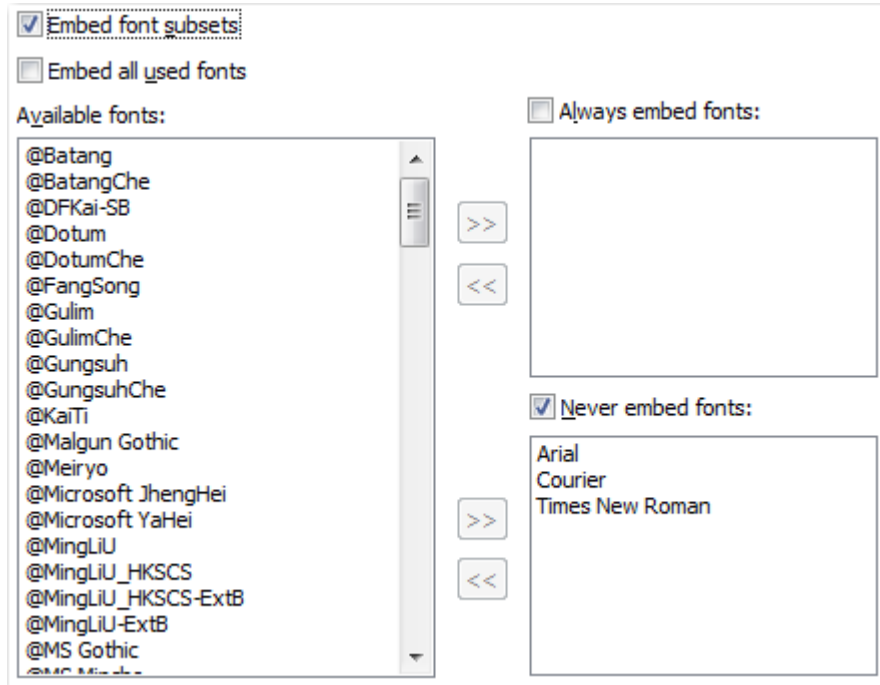 Embed font subsets
Embed all used fonts
Available fonts:
@Batang
@BatangChe
@DFKai-SB
@Dotum
@DotumChe
@FangSong
@Gulim
@GulimChe
@Gungsuh
@GungsuhChe
@KaiTi
@Malgun Gothic
@Meiryo
@Microsoft JhengHei
@Microsoft YaHei
@MingLiU
@MingLiU_HKSCS
@MingLiU_HKSCS-ExtB
@MingLiU-ExtB
@MS Gothic
>>
<<
>>
<<
Always embed fonts:
Never embed fonts:
Arial
Courier
Times New Roman